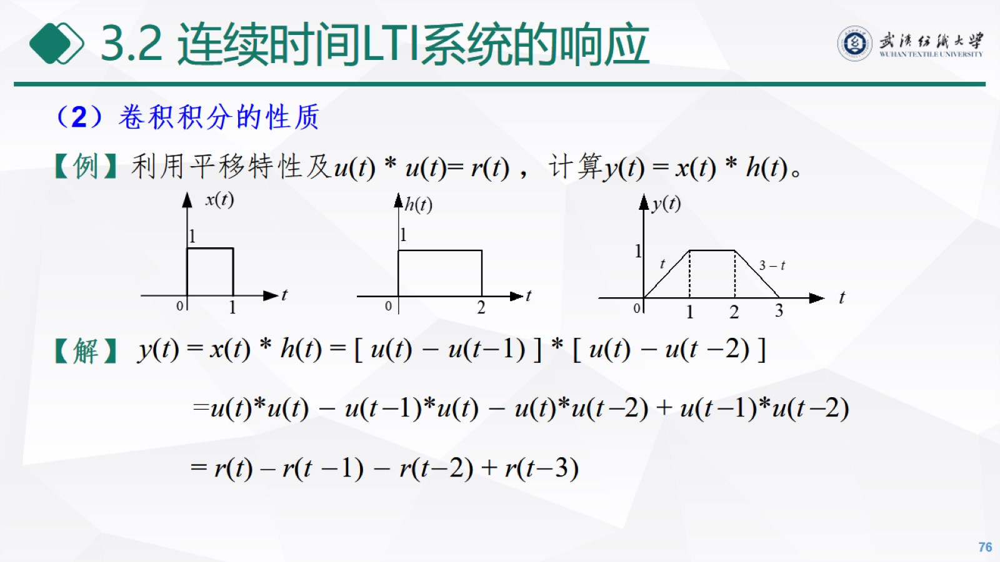 3.2 连续时间LTI系统的响应
武汉纺织大学
WUHAN TEXTILE UNIVERSITY
（2）卷积积分的性质
【例】利用平移特性及u(t) * u(t)= r(t) ，计算y(t) = x(t) * h(t)。
x(t)
1
0
1
t
h(t)
1
0
2
t
y(t)
1
t
3 – t
0
1
2
3
t
【解】 y(t) = x(t) * h(t) = [ u(t) – u(t–1) ] * [ u(t) – u(t –2) ]
=u(t)*u(t) – u(t–1)*u(t) – u(t)*u(t–2) + u(t–1)*u(t–2)
= r(t) – r(t –1) – r(t–2) + r(t–3)
76